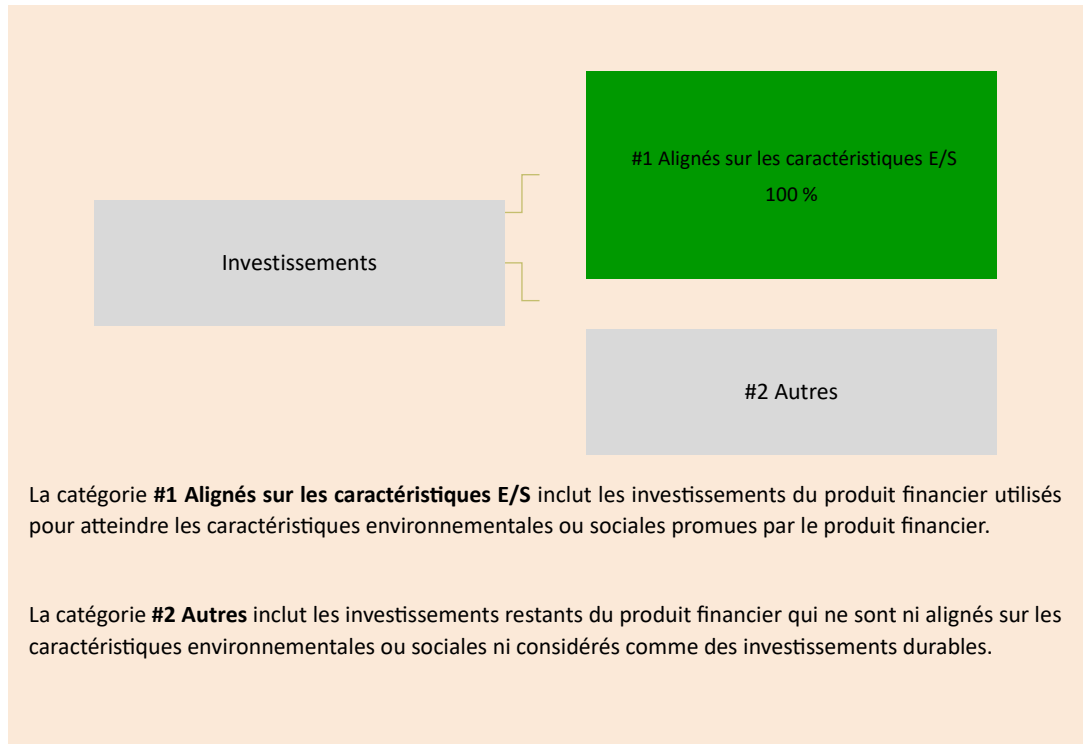 #1 Alignés sur les caractéristiques E/S
100 %
Investissements
#2 Autres
La catégorie #1 Alignés sur les caractéristiques E/S inclut les investissements du produit financier utilisés
pour atteindre les caractéristiques environnementales ou sociales promues par le produit financier.
La catégorie #2 Autres inclut les investissements restants du produit financier qui ne sont ni alignés sur les
caractéristiques environnementales ou sociales ni considérés comme des investissements durables.